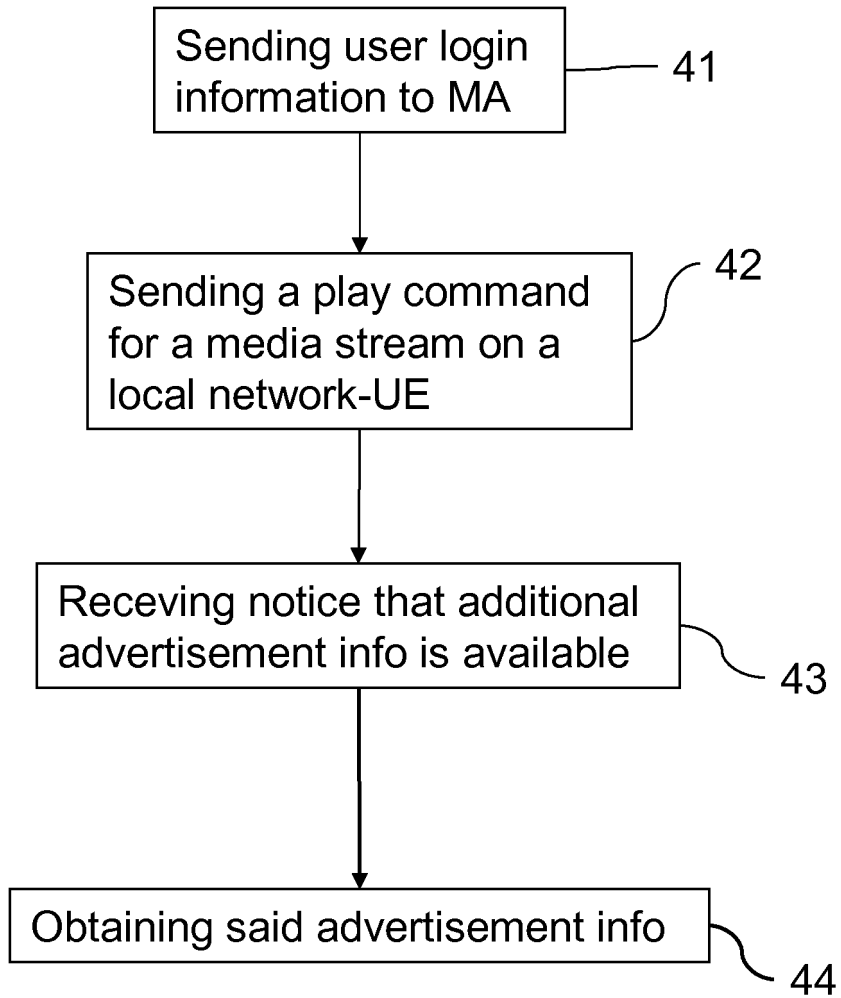 Sending user login
information to MA
41
Sending a play command
for a media stream on a
local network-UE
42
Receving notice that additional
advertisement info is available
43
Obtaining said advertisement info
44